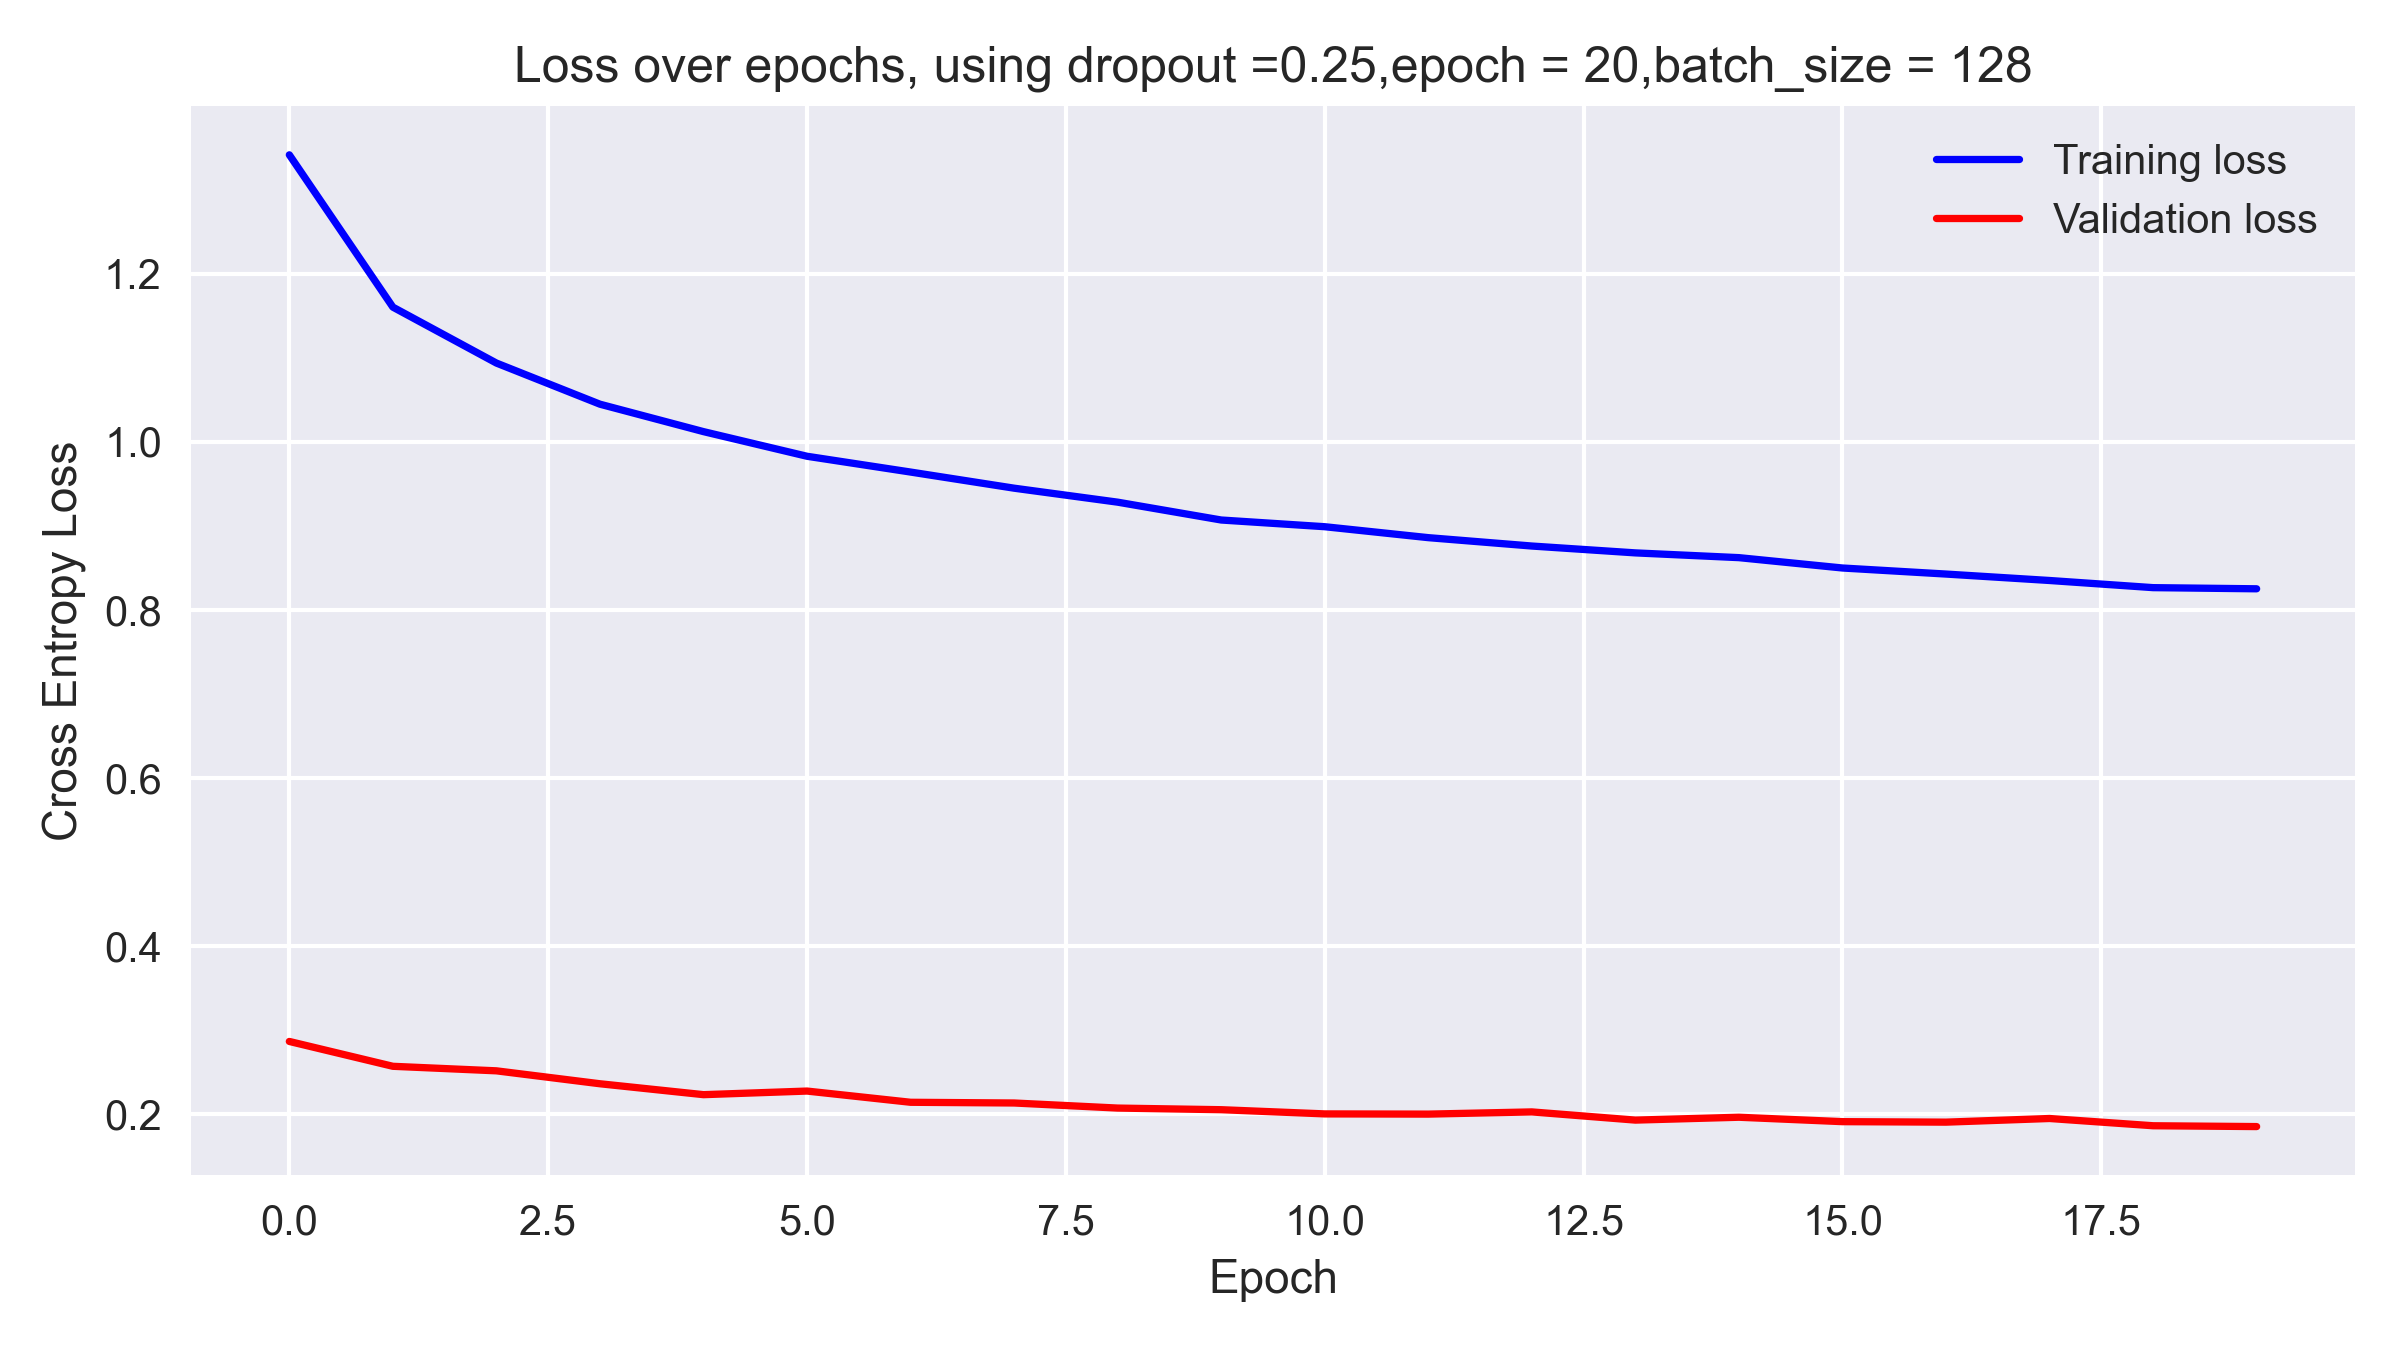 Loss over epochs, using dropout =0.25,epoch = 20,batch_size = 128
Training loss
Validation loss
Cross Entropy Loss
1.2
1.0
0.8
0.6
0.4
0.2
0.0 2.5 5.0 7.5 10.0 12.5 15.0 17.5
Epoch